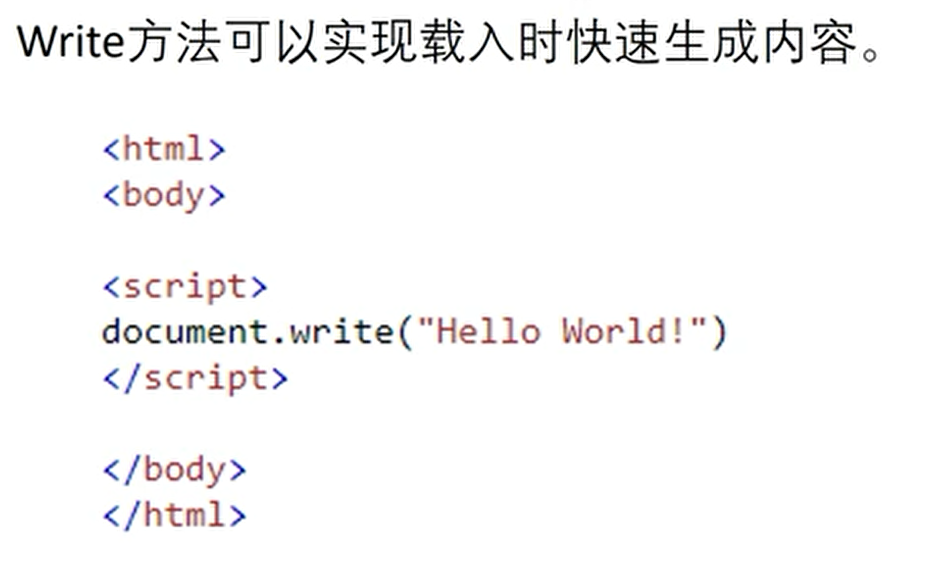 Write方法可以实现载入时快速生成内容。
<html>
<body>
<script>
document.write("Hello World!")
</script>
</body>
</html>